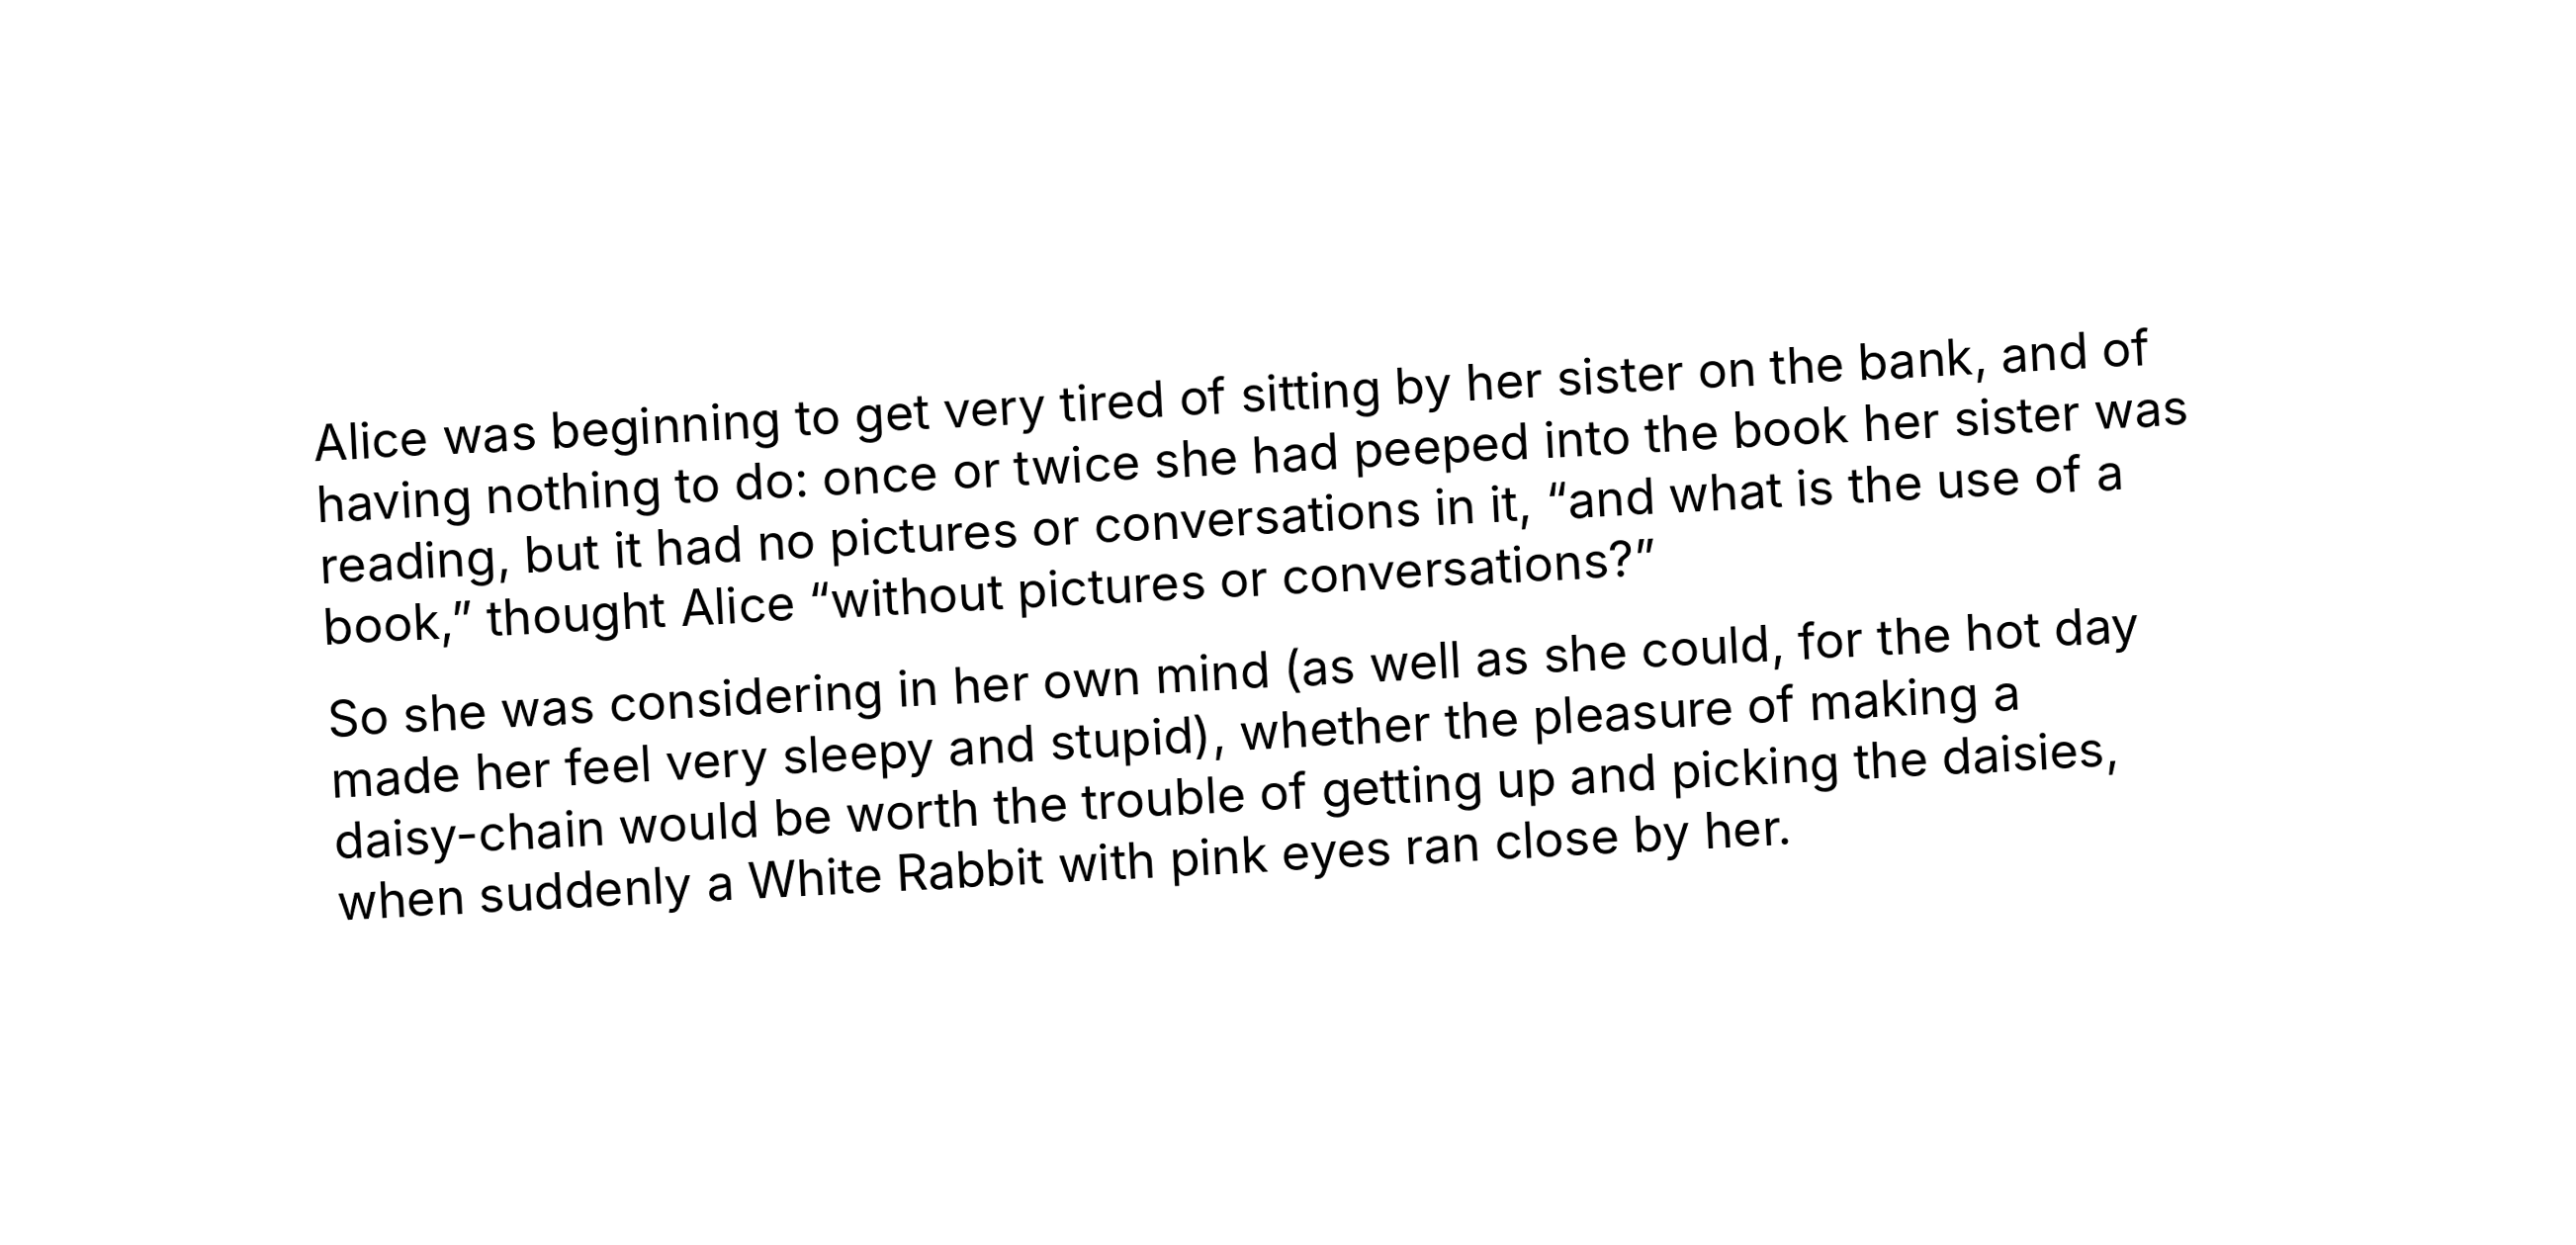 Alice was beginning to get very tired of sitting by her sister on the bank, and of
having nothing to do: once or twice she had peeped into the book her sister was
reading, but it had no pictures or conversations in it, “and what is the use of a
book,” thought Alice “without pictures or conversations?”
So she was considering in her own mind (as well as she could, for the hot day
made her feel very sleepy and stupid), whether the pleasure of making a
daisy-chain would be worth the trouble of getting up and picking the daisies,
when suddenly a White Rabbit with pink eyes ran close by her.